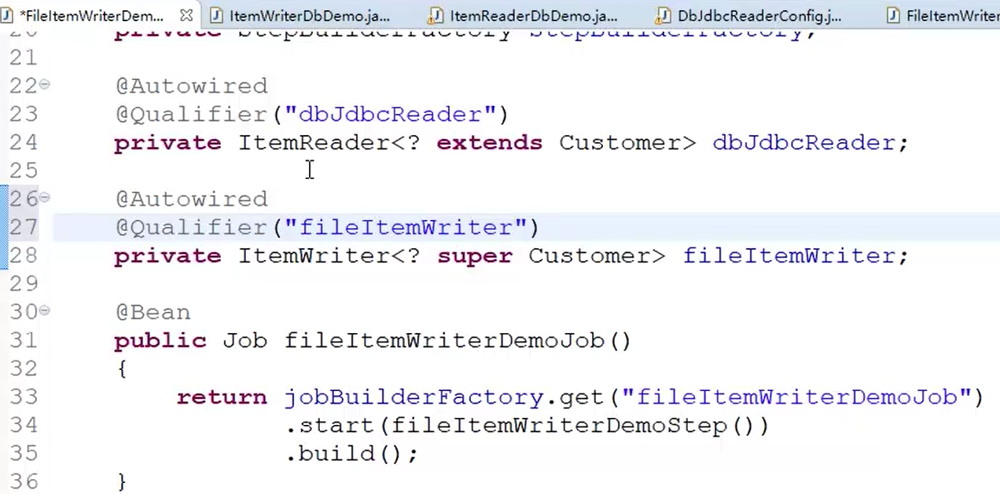 *FileItemWriterDem... ItemWriterDbDemo.ja... ItemReaderDbDemo.ja... DbJdbcReaderConfig.j... FileItemWriter
20 private StepBuilderFactory stepBuilderFactory;
21
22 @Autowired
23 @Qualifier("dbJdbcReader")
24 private ItemReader<? extends Customer> dbJdbcReader;
25
26 @Autowired
27 @Qualifier("fileItemWriter")
28 private ItemWriter<? super Customer> fileItemWriter;
29
30 @Bean
31 public Job fileItemWriterDemoJob()
32 {
33 return jobBuilderFactory.get("fileItemWriterDemoJob")
34 .start(fileItemWriterDemoStep())
35 .build();
36 }